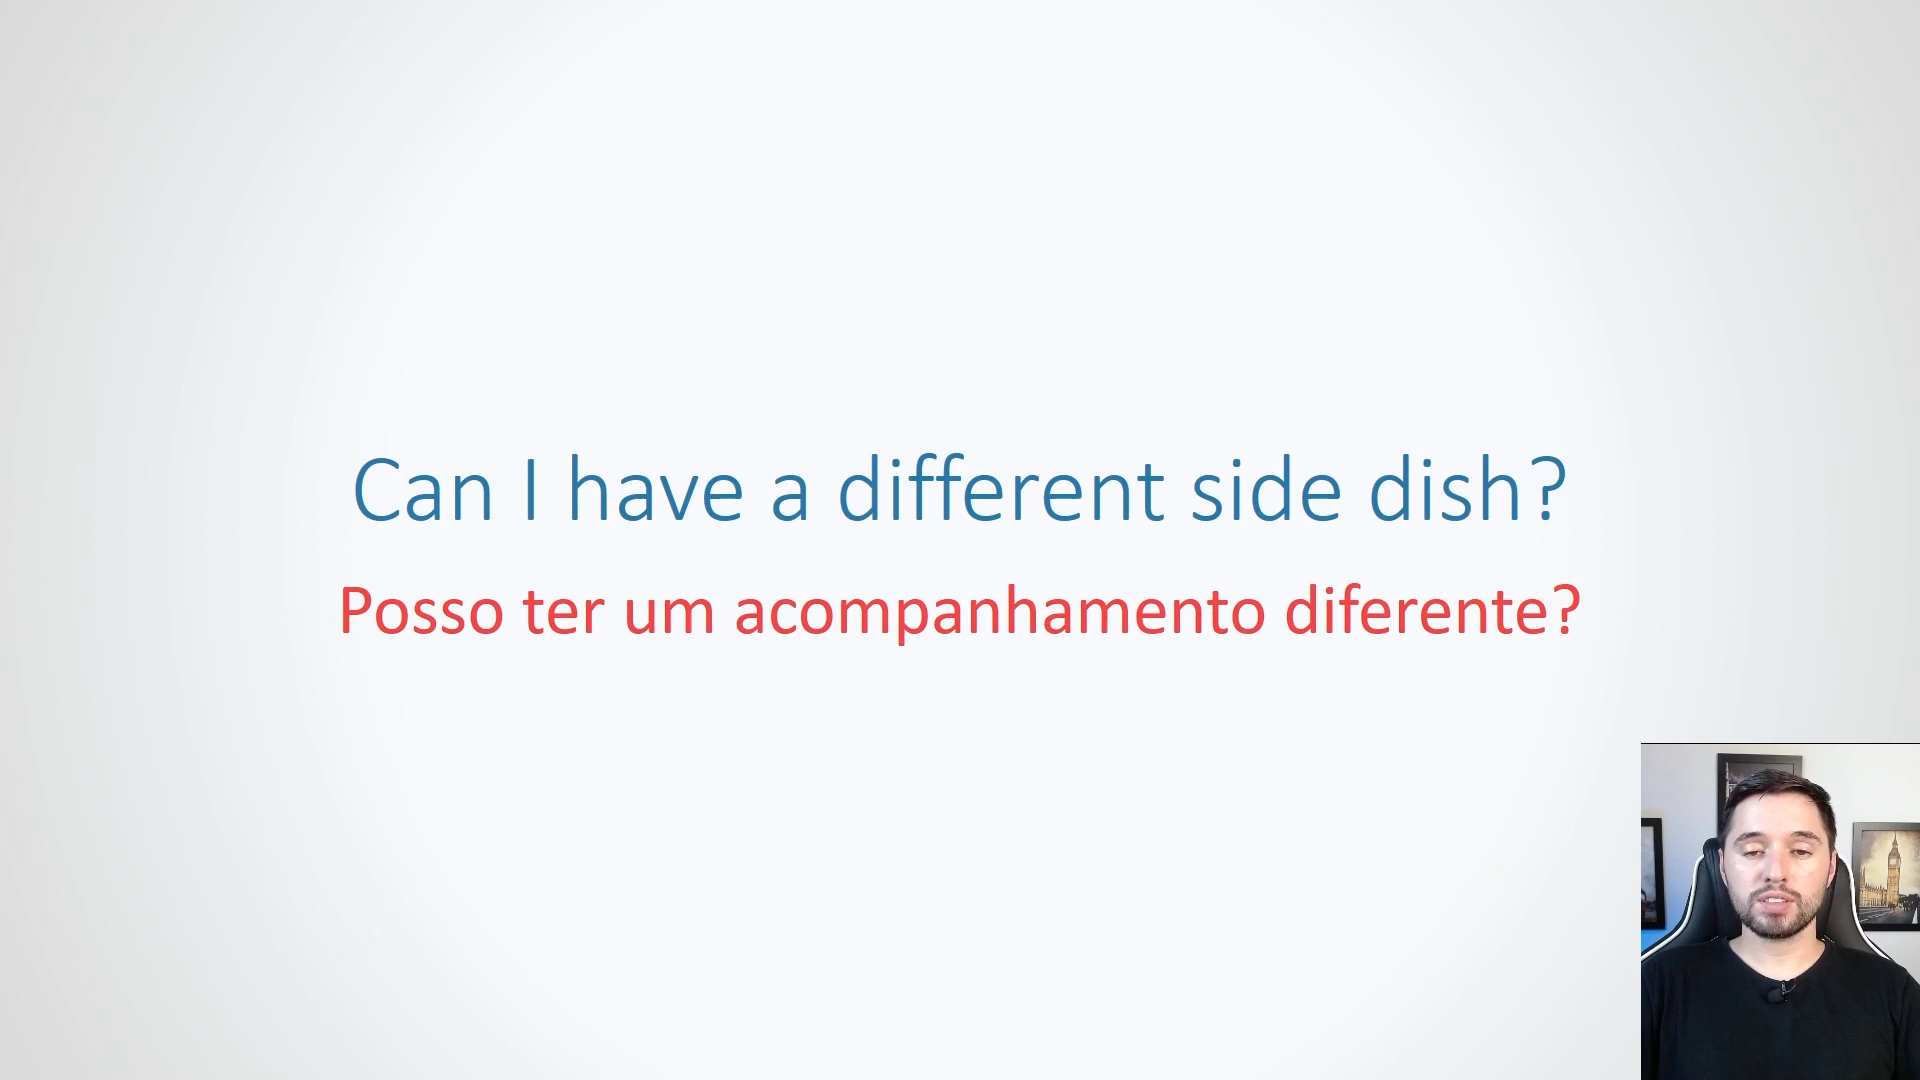 Can I have a different side dish?
Posso ter um acompanhamento diferente?